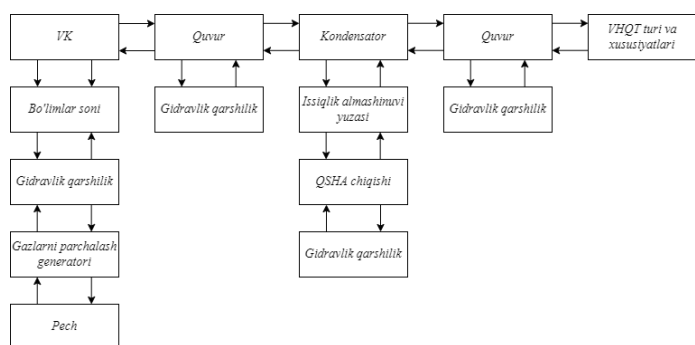 VK
Quvur
Kondensator
Quvur
VHQT turi va
xususiyatlari
Bo'limlar soni
Gidravlik qarshilik
Issiqlik almashinuvi
yuzasi
Gidravlik qarshilik
Gidravlik qarshilik
QSHA chiqishi
Gazlarni parchalash
generatori
Gidravlik qarshilik
Pech